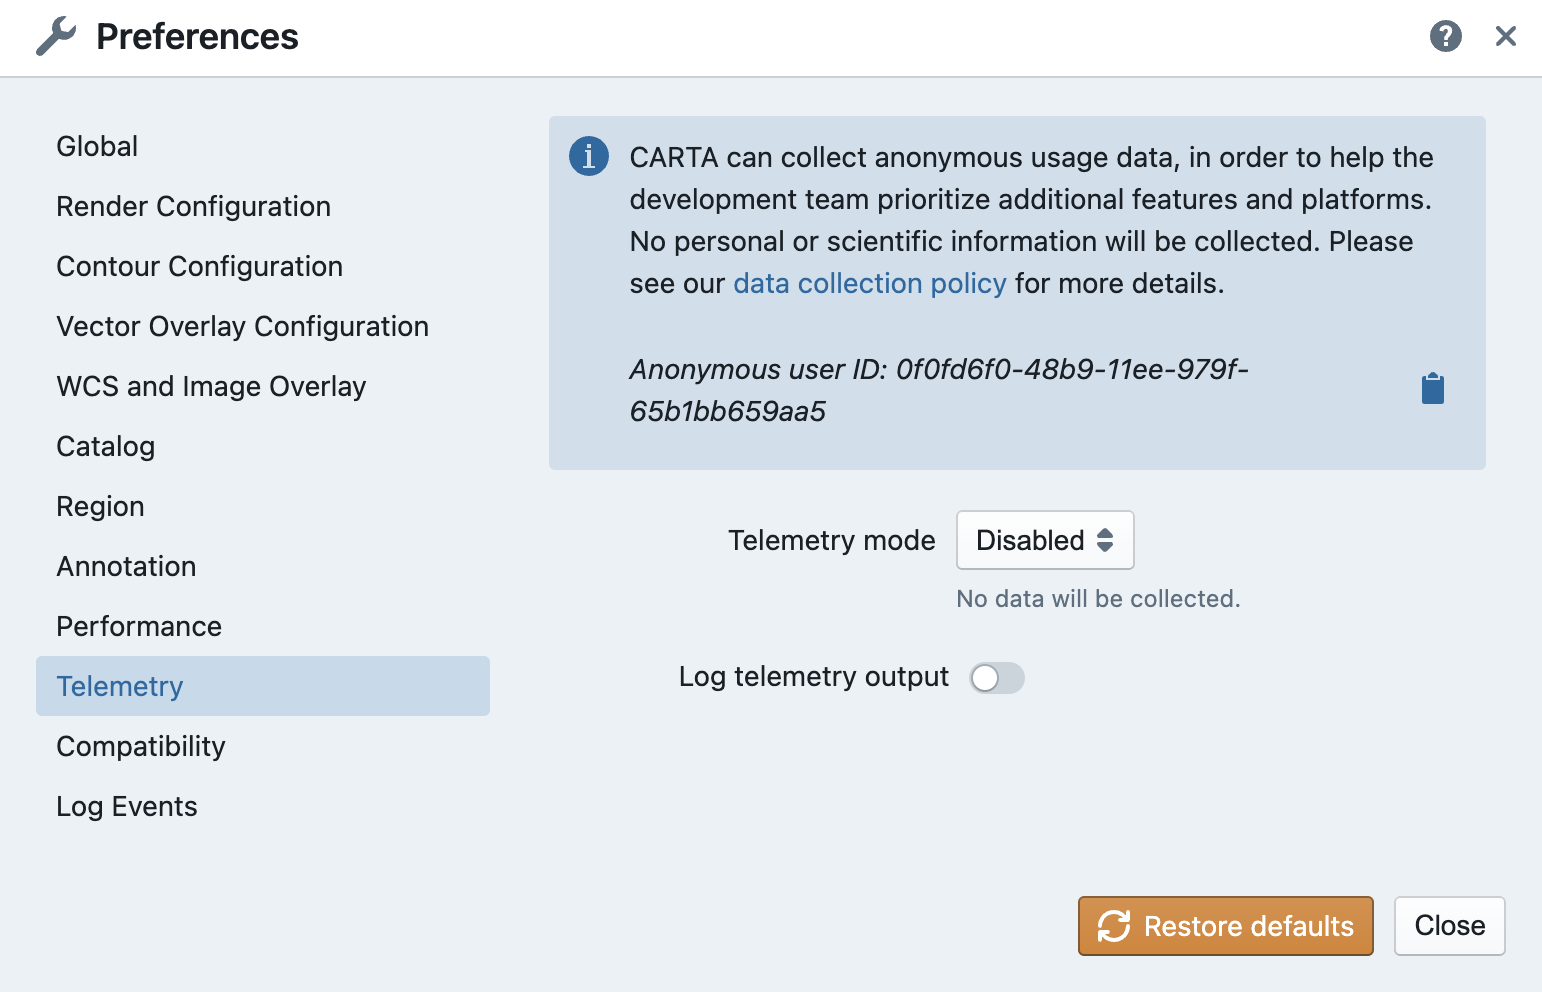 Preferences
Global
Render Configuration
Contour Configuration
Vector Overlay Configuration
WCS and Image Overlay
Catalog
Region
Annotation
Performance
Telemetry
Compatibility
Log Events
CARTA can collect anonymous usage data, in order to help the
development team prioritize additional features and platforms.
No personal or scientific information will be collected. Please
see our data collection policy for more details.
Anonymous user ID: 0f0fd6f0-48b9-11ee-979f-
65b1bb659aa5
Telemetry mode Disabled
No data will be collected.
Log telemetry output
Restore defaults
Close